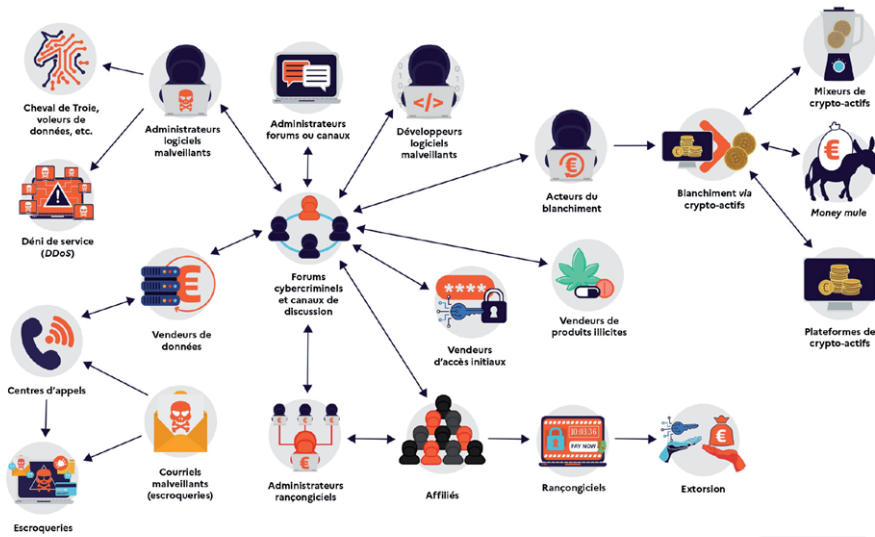 Cheval de Troie,
voleurs de
données, etc.
Administrateurs
logiciels
malveillants
Administrateurs
forums ou canaux
</>
Développeurs
logiciels
malveillants
Mixeurs de
crypto-actifs
€
Acteurs du
blanchiment
Blanchiment via
crypto-actifs
€
Money mule
Déni de service
(DDoS)
€
Vendeurs de
données
Forums
cybercriminels
et canaux de
discussion
****
Vendeurs
d'accès initiaux
Vendeurs de
produits illicites
Plateformes de
crypto-actifs
Centres d'appels
Courriels
malveillants
(escroqueries)
Escroqueries
€
Administrateurs
rançongiciels
Affiliés
10:03:36
PAY NOW
Rançongiciels
€
Extorsion